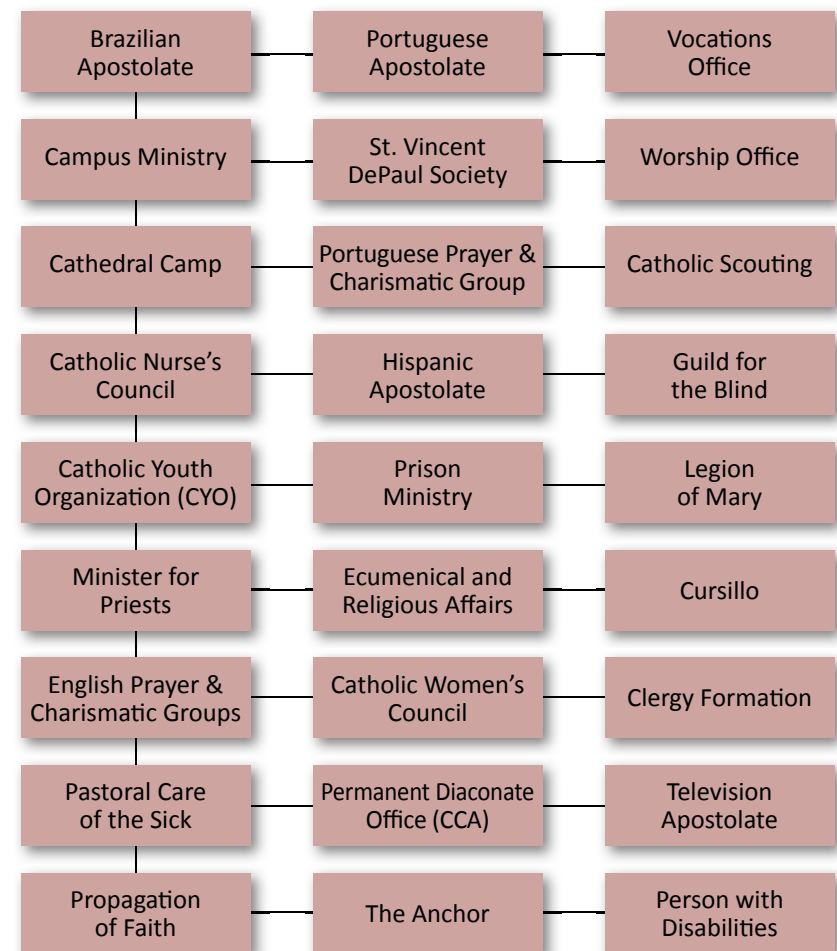 Brazilian
Apostolate
Portuguese
Apostolate
Vocations
Office
Campus Ministry
St. Vincent
DePaul Society
Worship Office
Cathedral Camp
Portuguese Prayer &
Charismatic Group
Catholic Scouting
Catholic Nurse’s
Council
Hispanic
Apostolate
Guild for
the Blind
Catholic Youth
Organization (CYO)
Prison
Ministry
Legion
of Mary
Minister for
Priests
Ecumenical and
Religious Affairs
Cursillo
English Prayer &
Charismatic Groups
Catholic Women’s
Council
Clergy Formation
Pastoral Care
of the Sick
Permanent Diaconate
Office (CCA)
Television
Apostolate
Propagation
of Faith
The Anchor
Person with
Disabilities